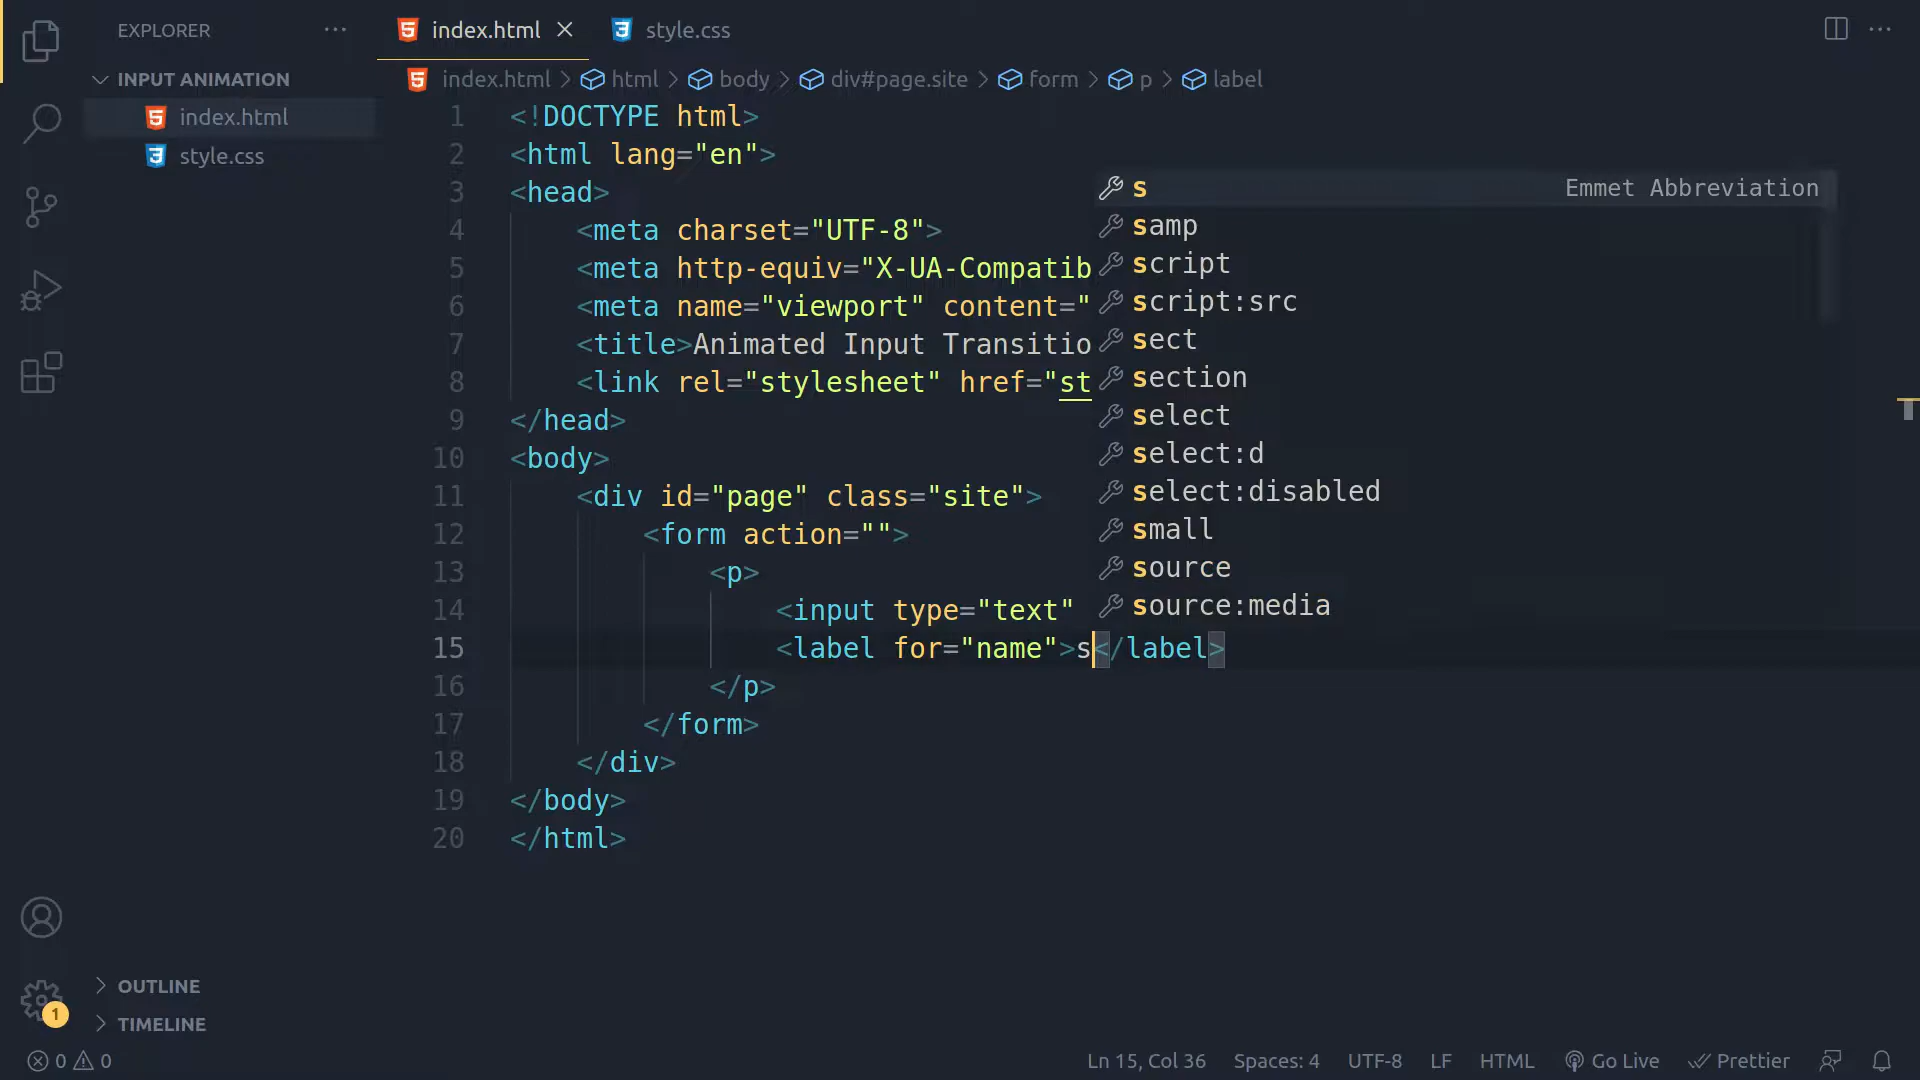 EXPLORER
INPUT ANIMATION
index.html
style.css
OUTLINE
TIMELINE
1
index.html
style.css
index.html > html > body > div#page.site > form > p > label
1 <!DOCTYPE html>
2 <html lang="en">
3 <head>
4 <meta charset="UTF-8">
5 <meta http-equiv="X-UA-Compatib
6 <meta name="viewport" content="
7 <title>Animated Input Transitio
8 <link rel="stylesheet" href="st
9 </head>
10 <body>
11 <div id="page" class="site">
12 <form action="">
13 <p>
14 <input type="text"
15 <label for="name">s</label>
16 </p>
17 </form>
18 </div>
19 </body>
20 </html>
s Emmet Abbreviation
samp
script
script:src
sect
section
select
select:d
select:disabled
small
source
source:media
0 0 Ln 15, Col 36 Spaces: 4 UTF-8 LF HTML Go Live Prettier